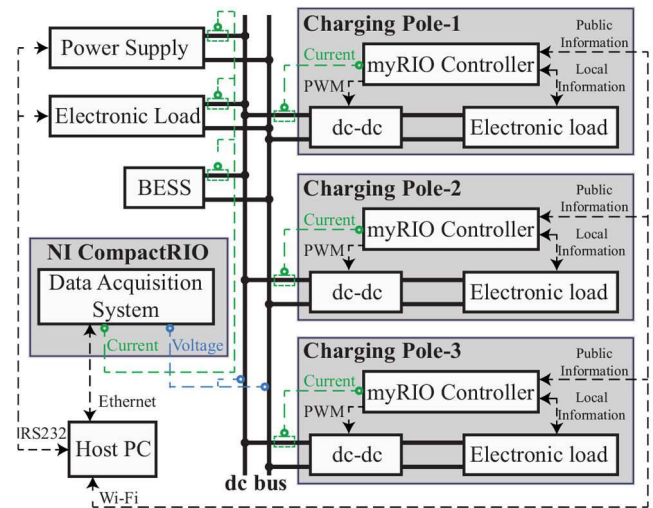 Power Supply
Electronic Load
BESS
NI CompactRIO
Data Acquisition
System
Current
Voltage
Ethernet
RS232
Host PC
Wi-Fi
dc bus
Charging Pole-1
Public
Information
Current
myRIO Controller
Local
Information
PWM
dc-dc
Electronic load
Charging Pole-2
Public
Information
Current
myRIO Controller
Local
Information
PWM
dc-dc
Electronic load
Charging Pole-3
Public
Information
Current
myRIO Controller
Local
Information
PWM
dc-dc
Electronic load